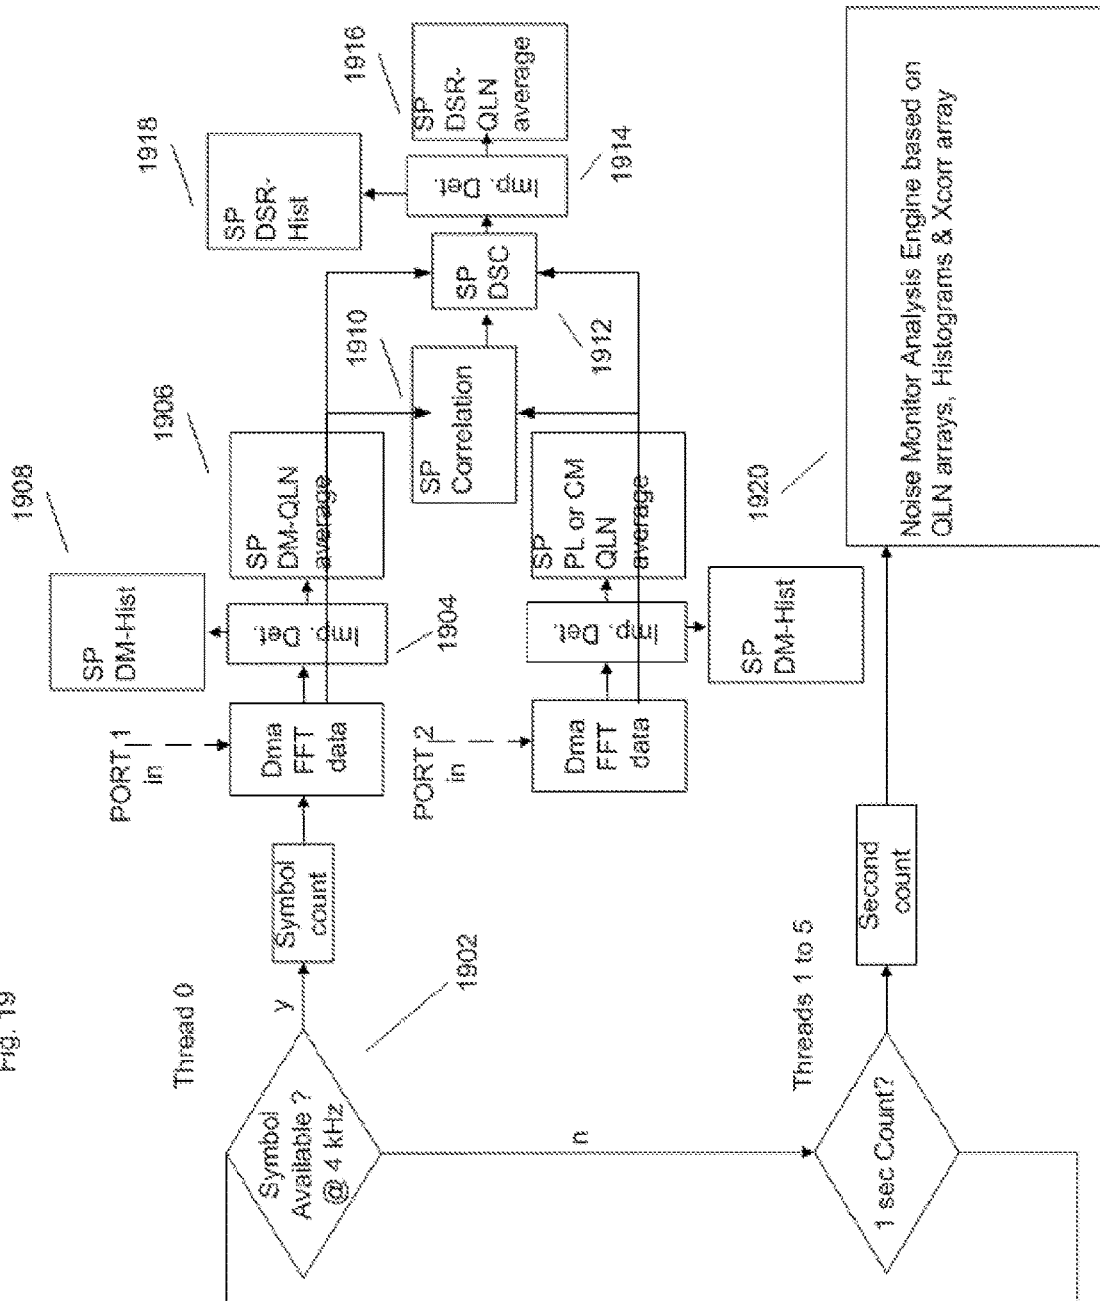 Fig. 19
Thread 0
Symbol
Available ?
@ 4 kHz
y
n
1902
Symbol
count
PORT 1
in
Dma
FFT
data
Imp.
Det.
1904
SP
DM-Hist
1908
SP
DM-QLN
average
1906
SP
Correlation
1910
SP
DSC
1912
Imp.
Det.
1914
SP
DSR-
Hist
1918
SP
DSR-
QLN
average
1916
PORT 2
in
Dma
FFT
data
Imp.
Det.
SP
PL or CM
QLN
average
SP
DM-Hist
Threads 1 to 5
1 sec Count?
Second
count
1920
Noise Monitor Analysis Engine based on
QLN arrays, Histograms & Xcorr array